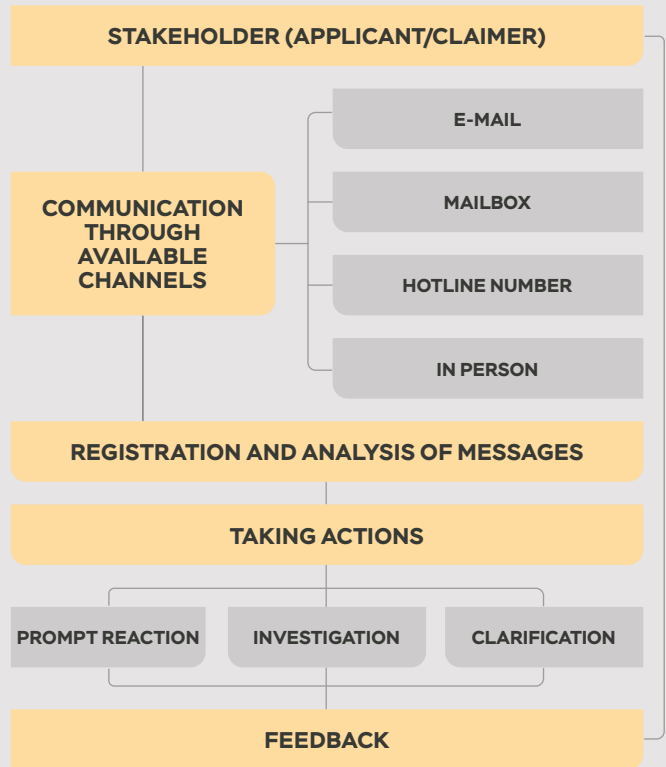 STAKEHOLDER (APPLICANT/CLAIMER)
E-MAIL
COMMUNICATION
THROUGH
AVAILABLE
CHANNELS
MAILBOX
HOTLINE NUMBER
IN PERSON
REGISTRATION AND ANALYSIS OF MESSAGES
TAKING ACTIONS
PROMPT REACTION
INVESTIGATION
CLARIFICATION
FEEDBACK